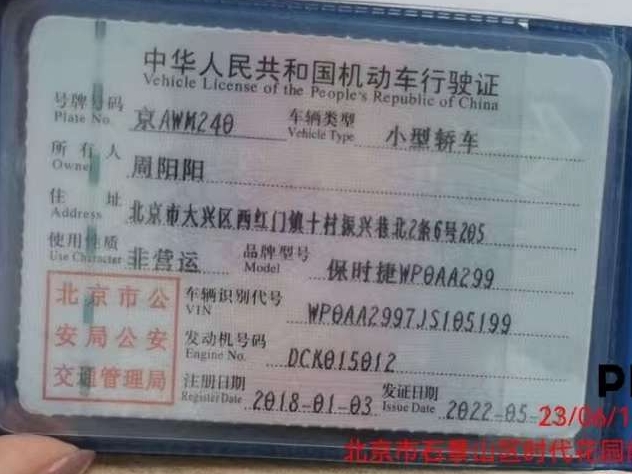 中华人民共和国机动车行驶证
Vehicle License of the People's Republic of China
号牌号码 京AWM240 车辆类型 小型轿车
Plate No. Vehicle Type
所有人 周阳阳
Owner
住址 北京市大兴区西红门镇十村振兴巷北2条6号205
Address
使用性质 非营运 品牌型号 保时捷WP0AA299
Use Character Model
北京市公安局公安交通管理局
车辆识别代号 WP0AA2997JS105199
VIN
发动机号码 DCK015012
Engine No.
注册日期 2018-01-03 发证日期 2022-05-
Register Date Issue Date
23/06/1
北京市石景山区时代花园